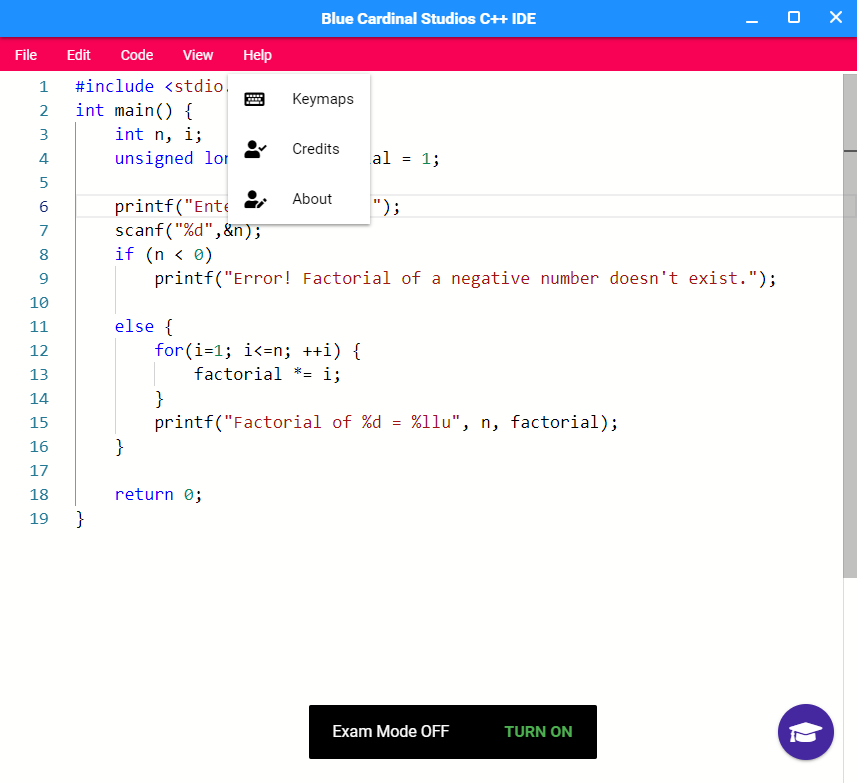 Blue Cardinal Studios C++ IDE
File Edit Code View Help
Keymaps
Credits
About
1 #include <stdio.
2 int main() {
3 int n, i;
4 unsigned lon al = 1;
5
6 printf("Ente ");
7 scanf("%d",&n);
8 if (n < 0)
9 printf("Error! Factorial of a negative number doesn't exist.");
10
11 else {
12 for(i=1; i<=n; ++i) {
13 factorial *= i;
14 }
15 printf("Factorial of %d = %llu", n, factorial);
16 }
17
18 return 0;
19 }
Exam Mode OFF TURN ON